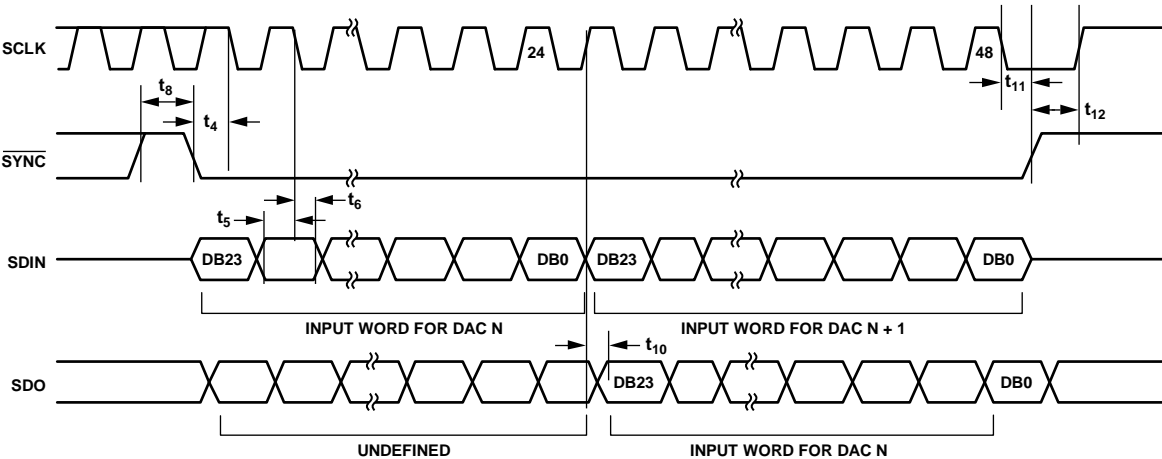 SCLK
24
48
t8
t4
t11
t12
SYNC
t5
t6
SDIN
DB23
DB0
DB23
DB0
INPUT WORD FOR DAC N
INPUT WORD FOR DAC N + 1
t10
SDO
DB23
DB0
UNDEFINED
INPUT WORD FOR DAC N